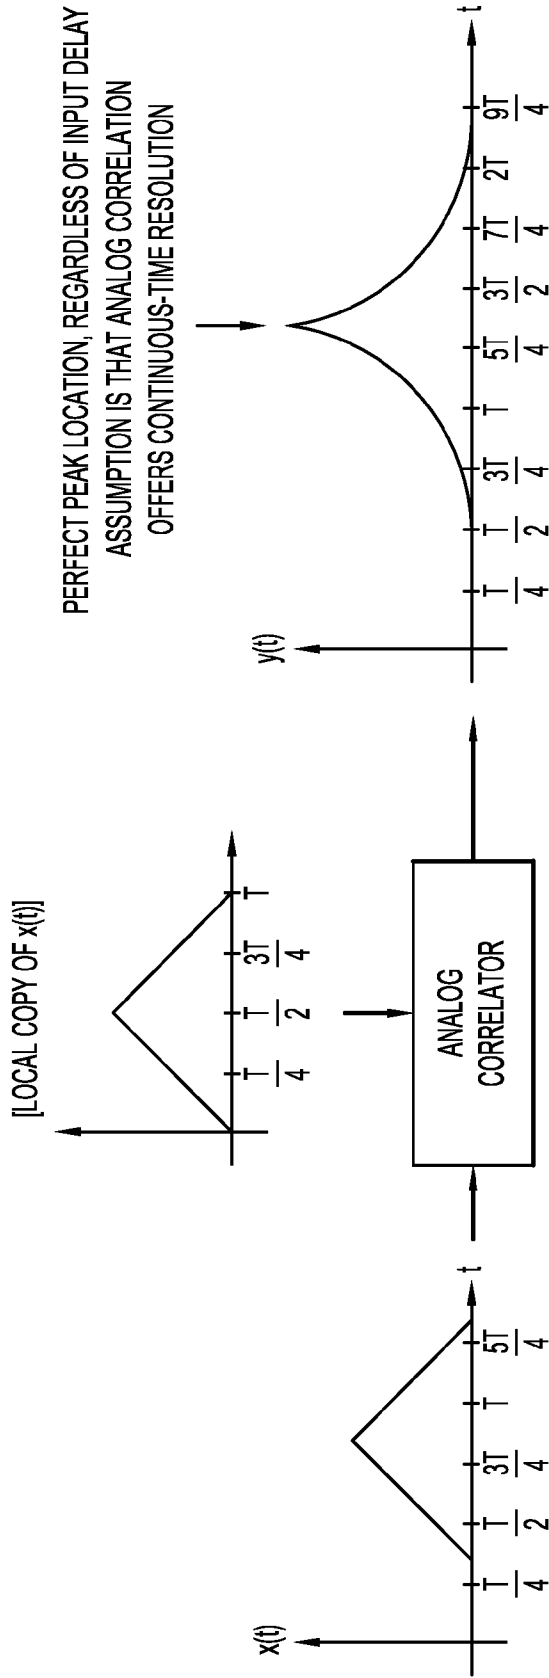 x(t)
T/4
T/2
3T/4
T
5T/4
t
[LOCAL COPY OF x(t)]
T/4
T/2
3T/4
T
ANALOG
CORRELATOR
PERFECT PEAK LOCATION, REGARDLESS OF INPUT DELAY
ASSUMPTION IS THAT ANALOG CORRELATION
OFFERS CONTINUOUS-TIME RESOLUTION
y(t)
T/4
T/2
3T/4
T
5T/4
3T/2
7T/4
2T
9T/4
t